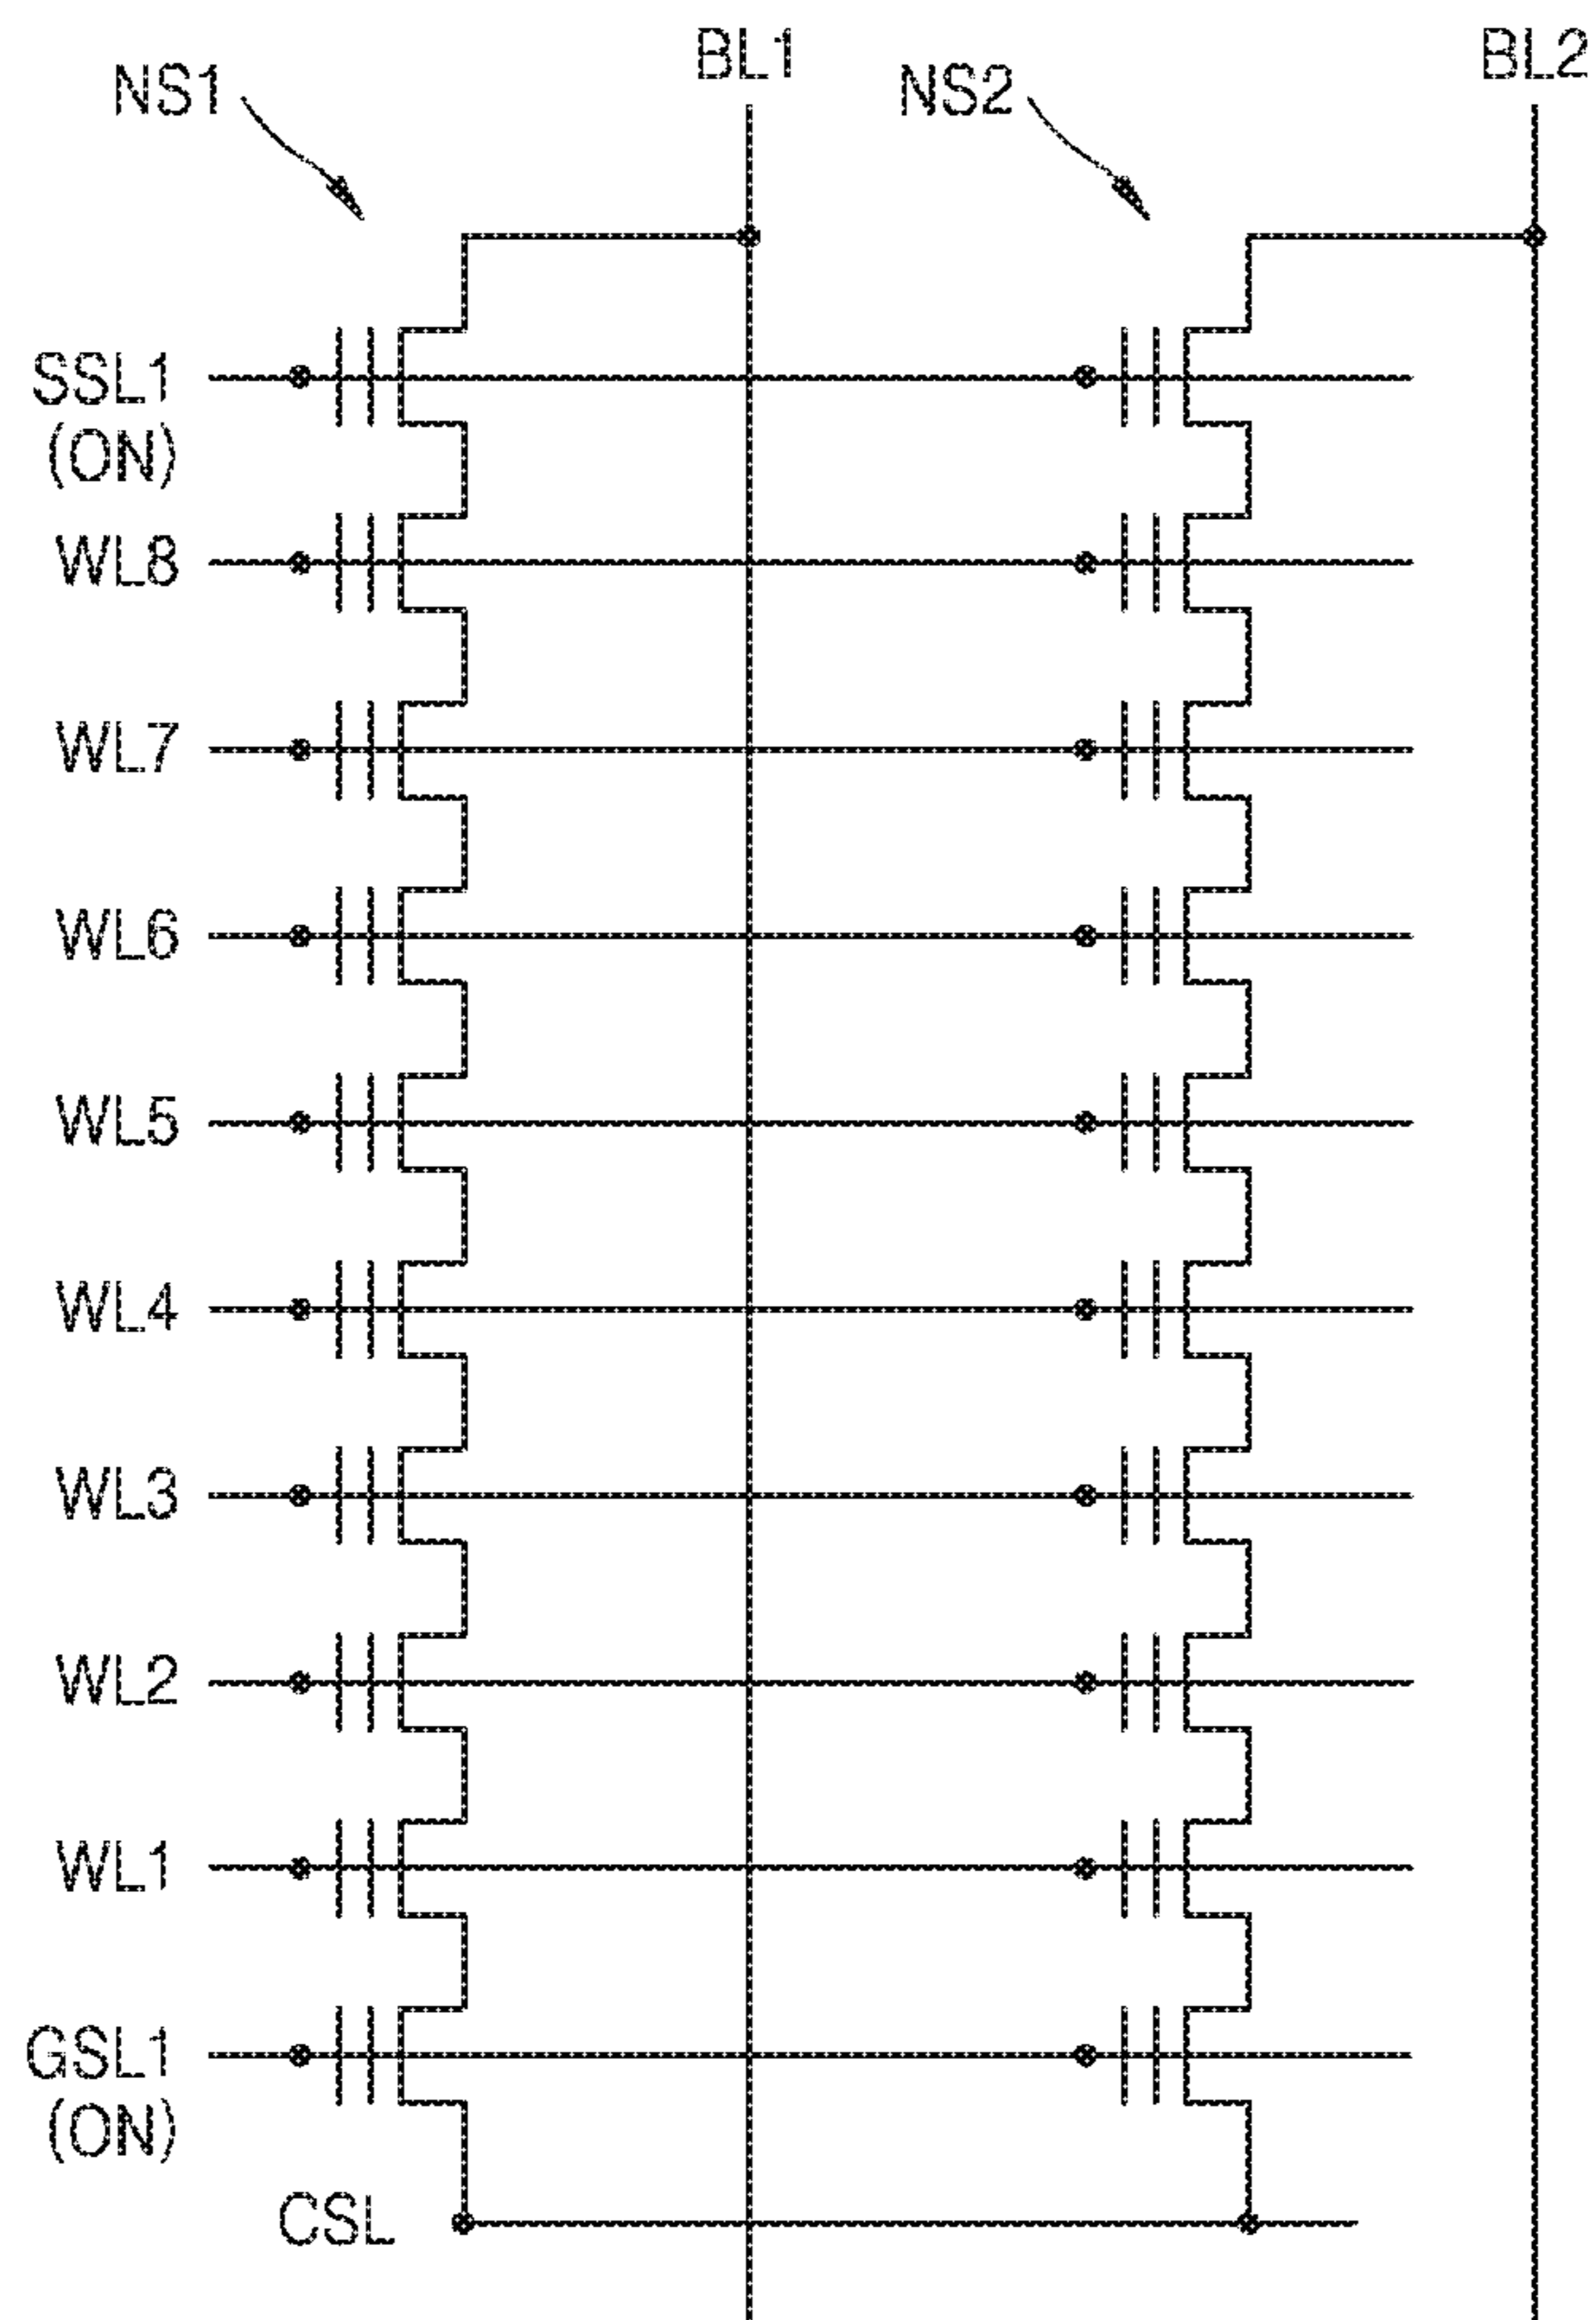 BL1
BL2
NS1
NS2
SSL1
(ON)
WL8
WL7
WL6
WL5
WL4
WL3
WL2
WL1
GSL1
(ON)
CSL